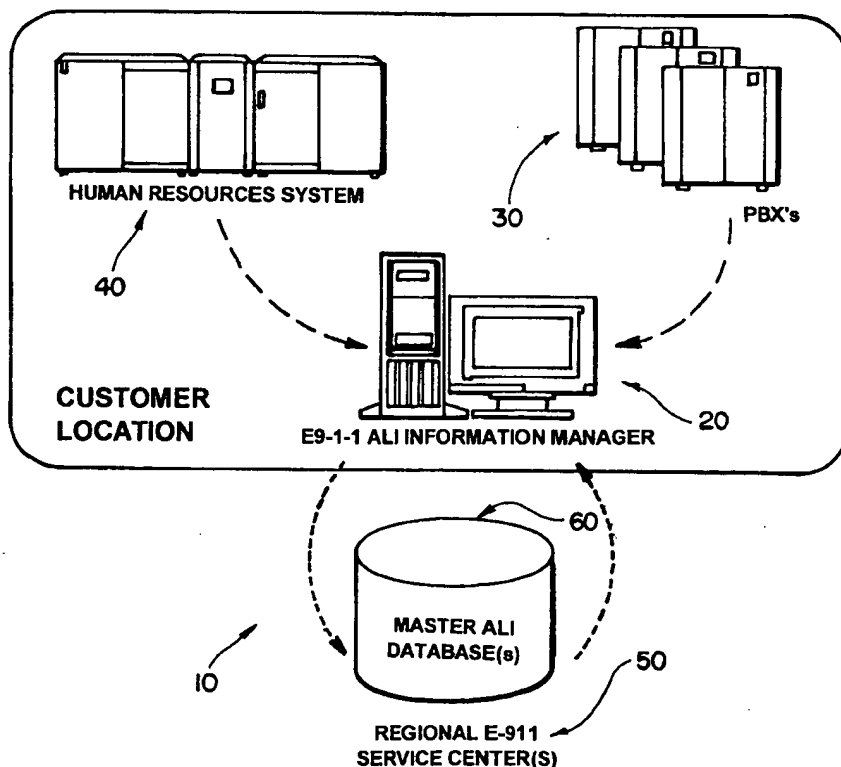 HUMAN RESOURCES SYSTEM
40
30
PBX's
CUSTOMER
LOCATION
20
E9-1-1 ALI INFORMATION MANAGER
60
MASTER ALI
DATABASE(s)
10
50
REGIONAL E-911
SERVICE CENTER(S)